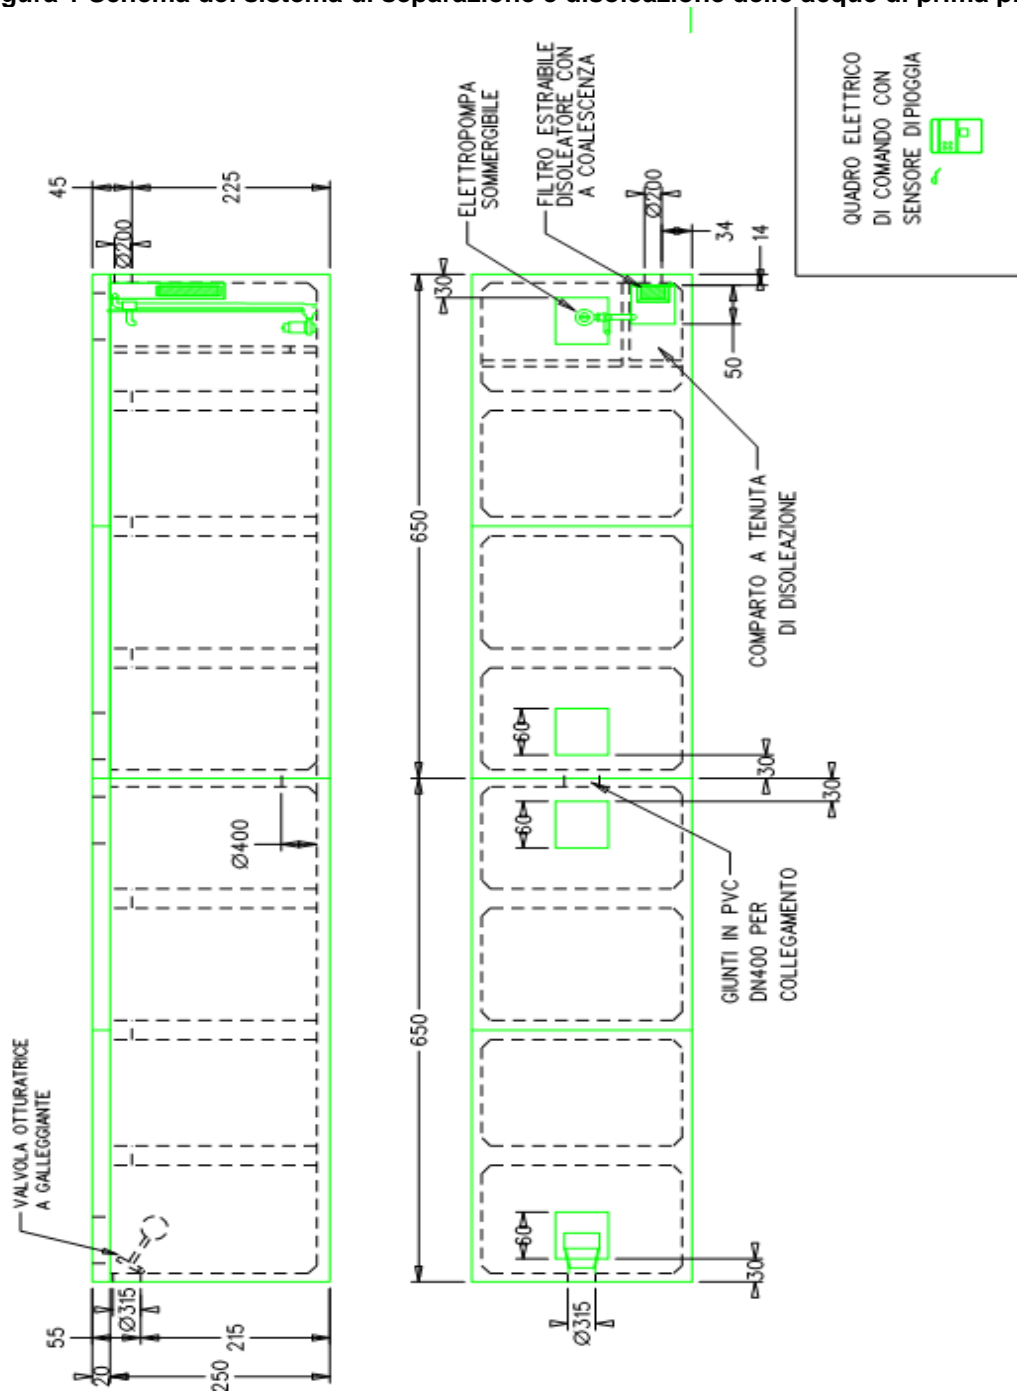 gura 1 Schema del sistema di separazione e disoleazione delle acque di prima p
QUADRO ELETTRICO
DI COMANDO CON
SENSORE DI PIOGGIA
ELETTROPOMPA
SOMMERGIBILE
FILTRO ESTRAIBILE
DISOLEATORE CON
A COALESCENZA
45
225
Ø200
Ø200
34
14
30
50
650
COMPARTO A TENUTA
DI DISOLEAZIONE
60
30
30
60
Ø400
GIUNTI IN PVC
DN400 PER
COLLEGAMENTO
650
VALVOLA OTTURATRICE
A GALLEGGIANTE
60
30
Ø315
Ø315
55
215
20
250